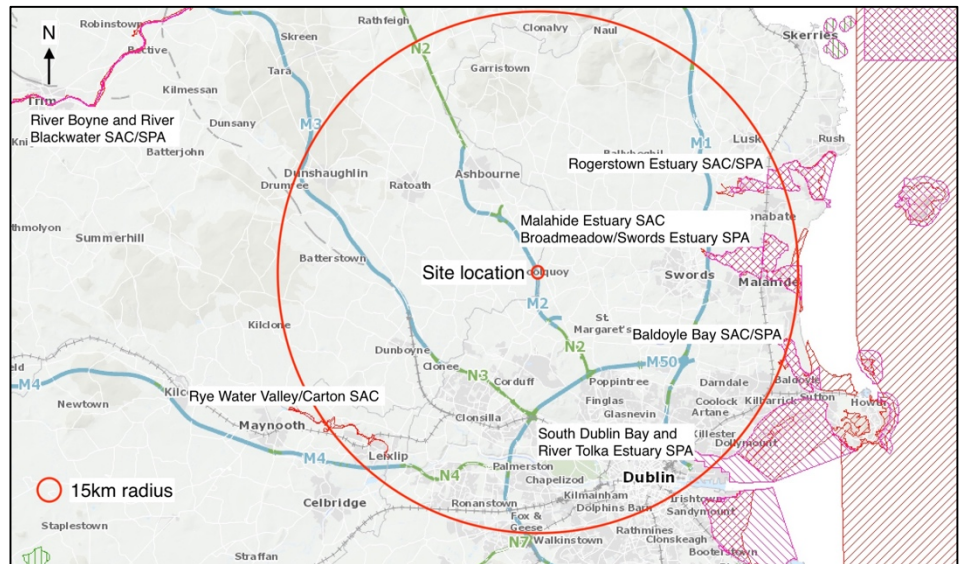 Robinstown
Rathfeigh
Clonalvy
Naul
Skerries
N
Bective
Skreen
N2
Garristown
Tara
Trim
Kilmessan
River Boyne and River
Blackwater SAC/SPA
Dunsany
M3
M1
Lusk
Rush
Batterjohn
Rogerstown Estuary SAC/SPA
Dunshaughlin
Ashbourne
Drumree
Ratoath
Malahide Estuary SAC
Broadmeadow/Swords Estuary SPA
Summerhill
Batterstown
Site location
Swords
Malahide
M2
St.
Margaret's
Kilclone
Baldoyle Bay SAC/SPA
Dunboyne
N2
M50
Clonee
M4
N3
Corduff
Poppintree
Darndale
Baldoyle
Rye Water Valley/Carton SAC
Newtown
Finglas
Coolock
Kilbarrick
Sutton
Howth
Maynooth
Clonsilla
Glasnevin
Artane
Killester
Dollymount
South Dublin Bay and
River Tolka Estuary SPA
M4
Leixlip
N4
Palmerston
Chapelizod
Dublin
15km radius
Celbridge
Ronanstown
Kilmainham
Irishtown
Dolphins Barn
Sandymount
Staplestown
Fox &
Geese
Rathmines
Walkinstown
Clonskeagh
Straffan
N7
Booterstown